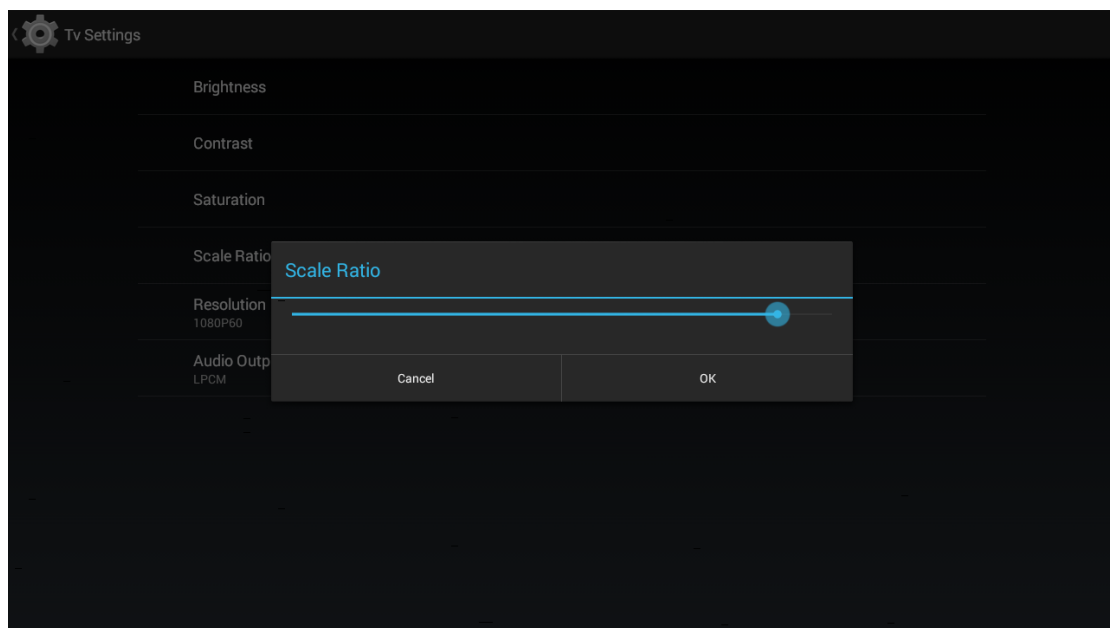 Tv Settings
Brightness
Contrast
Saturation
Scale Ratio
Scale Ratio
Resolution
1080P60
Audio Outp
LPCM
Cancel
OK